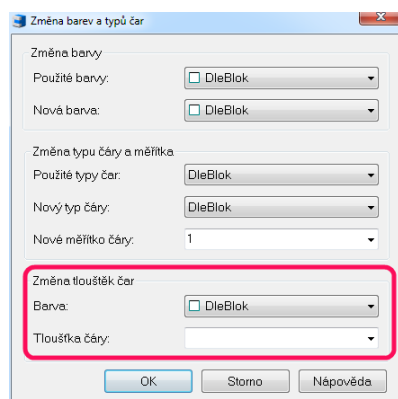 Změna barev a typů čar
Změna barvy
Použité barvy: DleBlok
Nová barva: DleBlok
Změna typu čáry a měřítka
Použité typy čar: DleBlok
Nový typ čáry: DleBlok
Nové měřítko čáry: 1
Změna tlouštěk čar
Barva: DleBlok
Tloušťka čáry:
OK Storno Nápověda